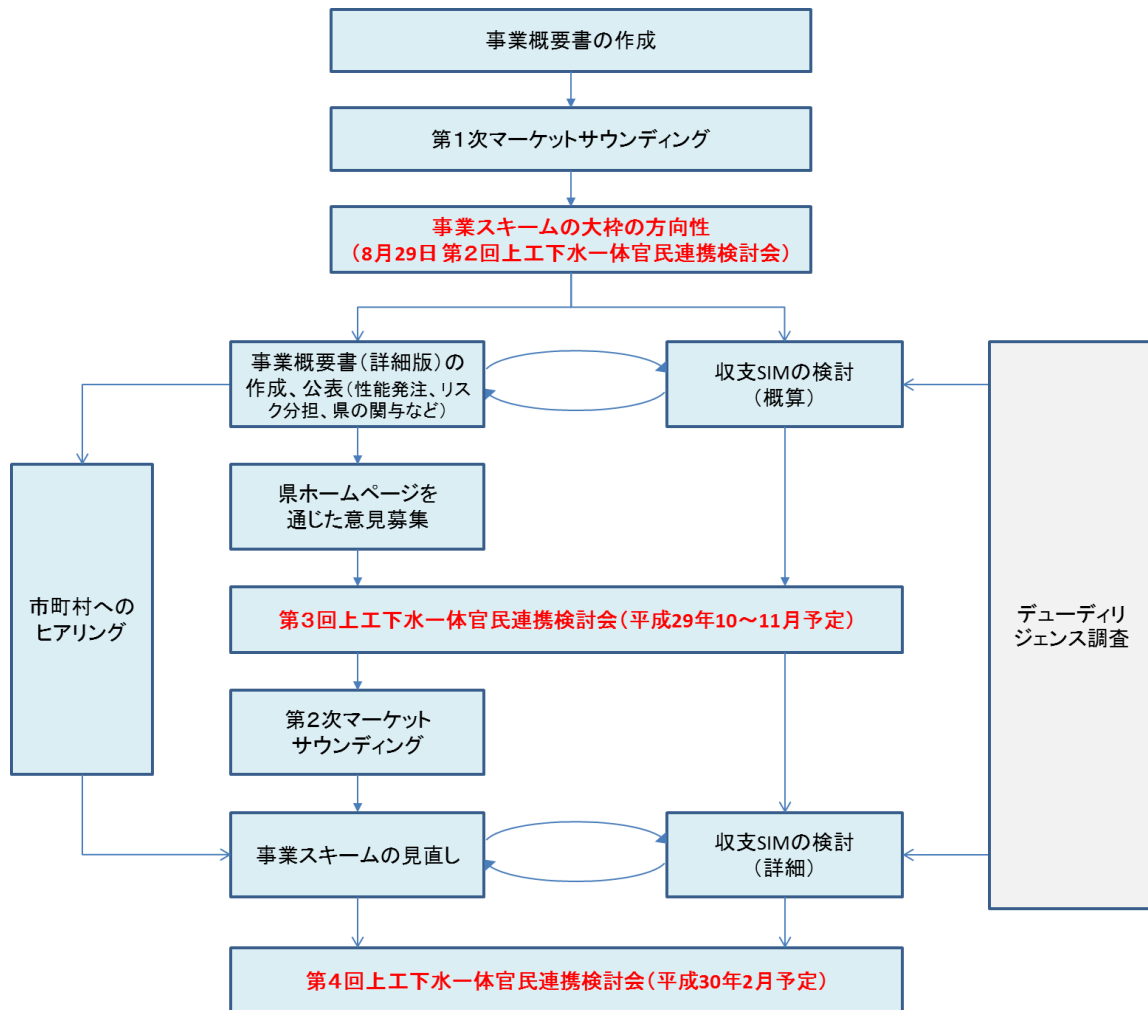 事業概要書の作成
第１次マーケットサウンディング
事業スキームの大枠の方向性
（8月29日 第２回上工下水一体官民連携検討会）
事業概要書（詳細版）の
作成、公表（性能発注、リス
ク分担、県の関与など）
収支SIMの検討
（概算）
県ホームページを
通じた意見募集
市町村への
ヒアリング
デューディリ
ジェンス調査
第３回上工下水一体官民連携検討会（平成29年10～11月予定）
第２次マーケット
サウンディング
事業スキームの見直し
収支SIMの検討
（詳細）
第４回上工下水一体官民連携検討会（平成30年2月予定）